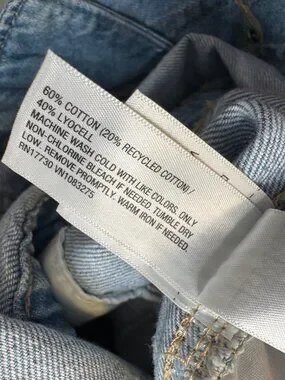 60% COTTON (20% RECYCLED COTTON)/
40% LYOCELL
MACHINE WASH COLD WITH LIKE COLORS. ONLY
NON-CHLORINE BLEACH IF NEEDED. TUMBLE DRY
LOW. REMOVE PROMPTLY. WARM IRON IF NEEDED.
RN17730 VN1083275